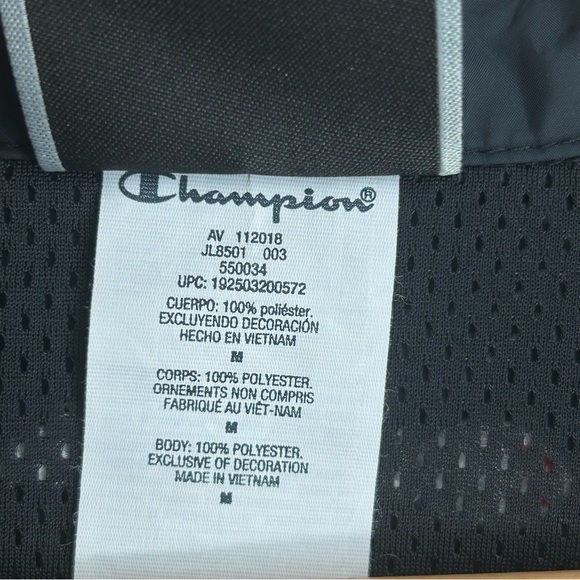 Champion®
AV 112018
JL8501 003
550034
UPC: 192503200572
CUERPO: 100% poliéster.
EXCLUYENDO DECORACIÓN
HECHO EN VIETNAM
M
CORPS: 100% POLYESTER.
ORNEMENTS NON COMPRIS
FABRIQUÉ AU VIÊT-NAM
M
BODY: 100% POLYESTER.
EXCLUSIVE OF DECORATION
MADE IN VIETNAM
M